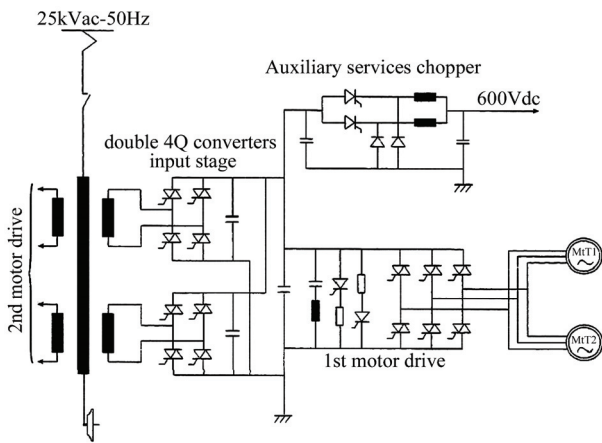 25kVac-50Hz
Auxiliary services chopper
600Vdc
double 4Q converters
input stage
2nd motor drive
MtT1
1st motor drive
MtT2